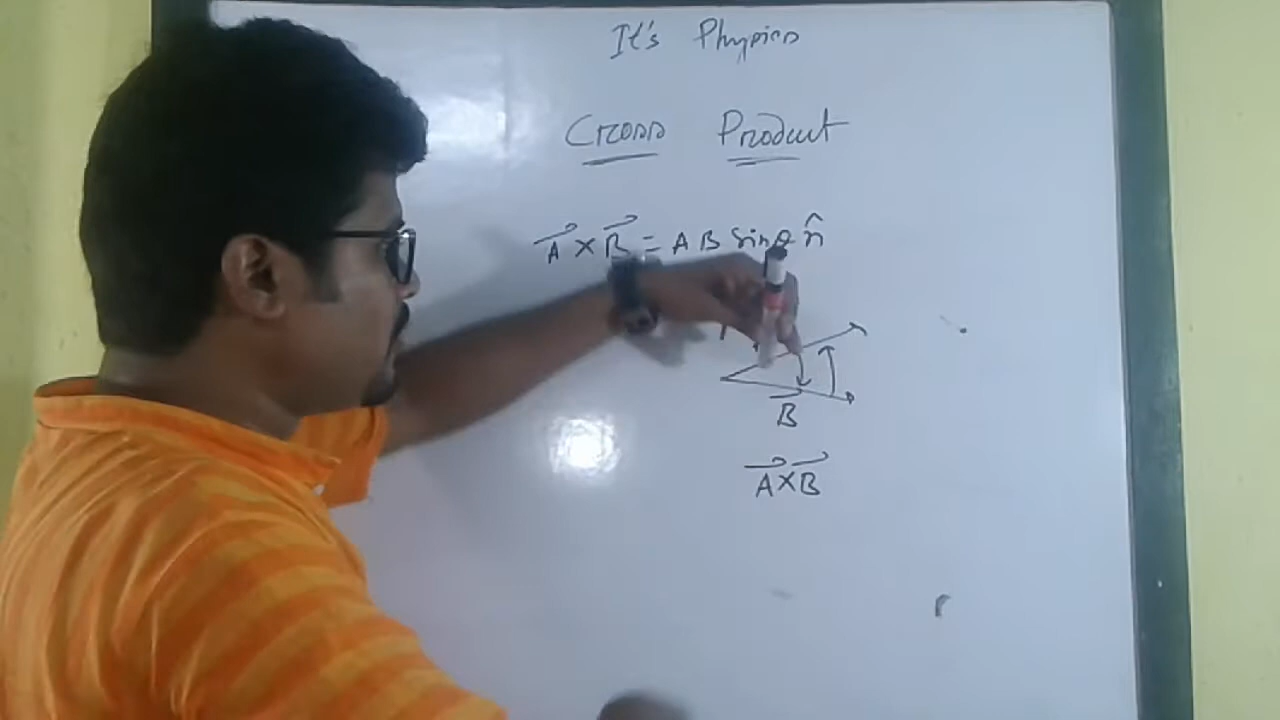 It's Physics
Cross Product
A⃗ × B⃗ = A B sinθ n̂
B⃗
A⃗ × B⃗